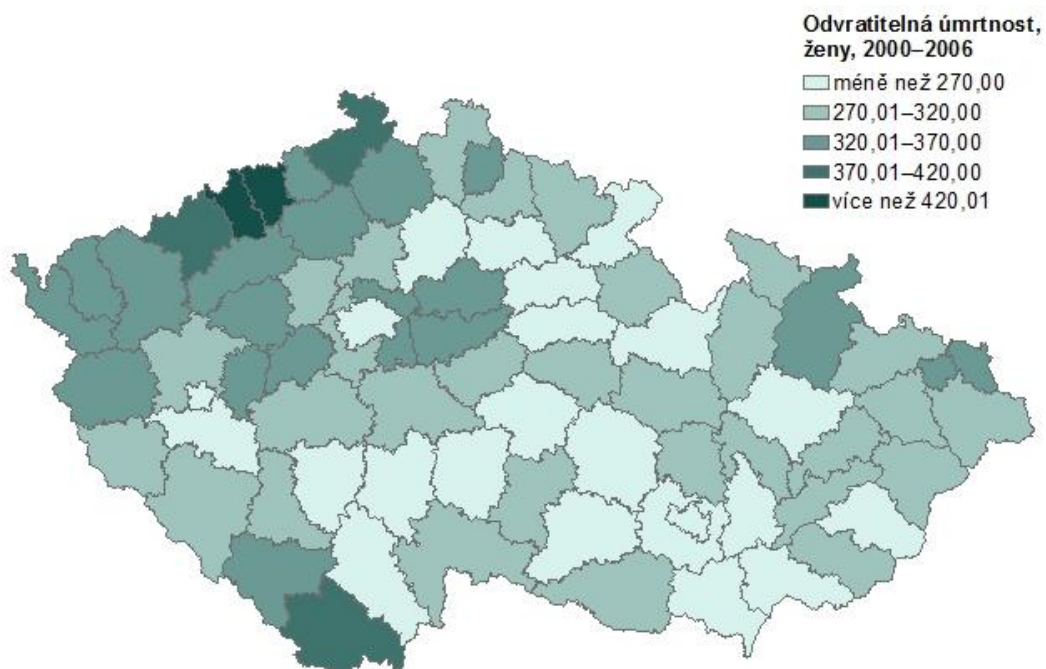 Odvratitelná úmrtnost,
ženy, 2000–2006
méně než 270,00
270,01–320,00
320,01–370,00
370,01–420,00
více než 420,01